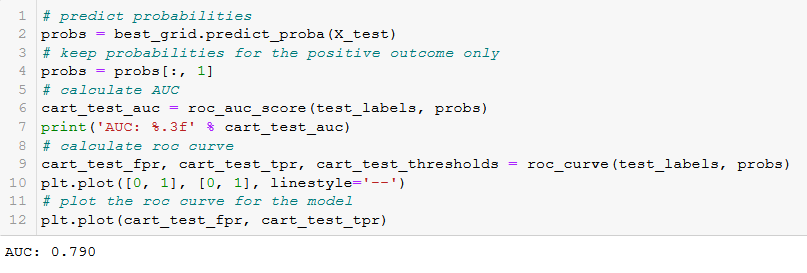 1 # predict probabilities
2 probs = best_grid.predict_proba(X_test)
3 # keep probabilities for the positive outcome only
4 probs = probs[:, 1]
5 # calculate AUC
6 cart_test_auc = roc_auc_score(test_labels, probs)
7 print('AUC: %.3f' % cart_test_auc)
8 # calculate roc curve
9 cart_test_fpr, cart_test_tpr, cart_test_thresholds = roc_curve(test_labels, probs)
10 plt.plot([0, 1], [0, 1], linestyle='--')
11 # plot the roc curve for the model
12 plt.plot(cart_test_fpr, cart_test_tpr)
AUC: 0.790